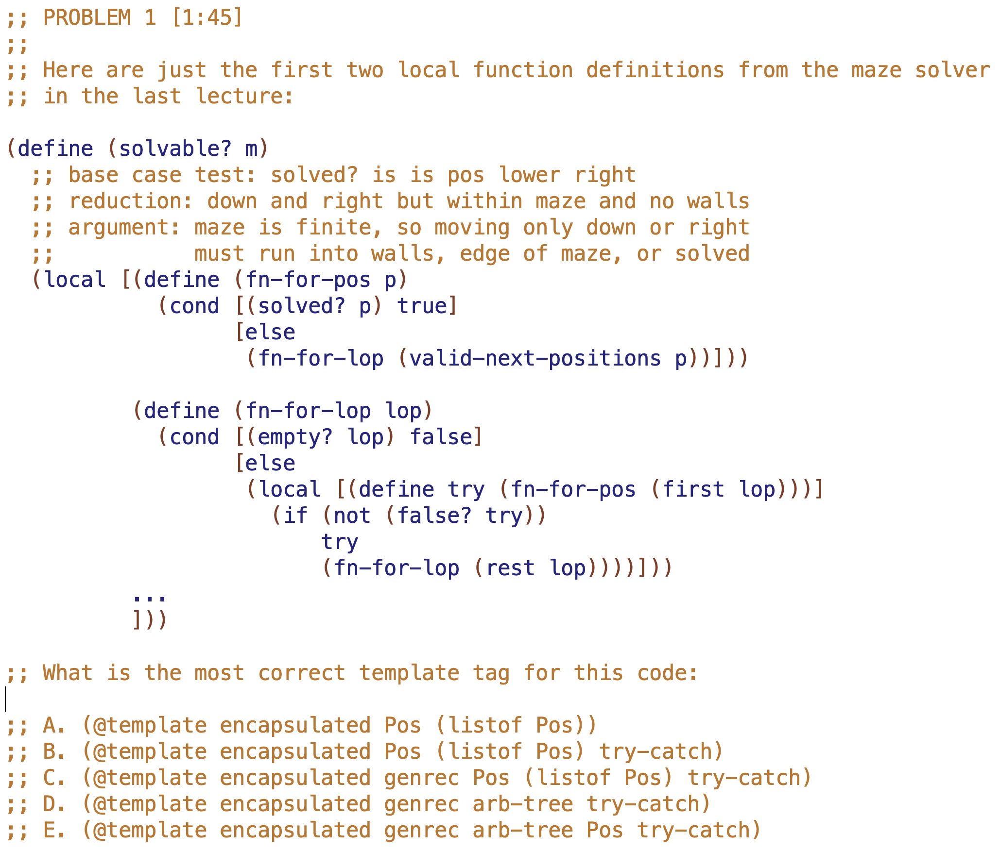 ;; PROBLEM 1 [1:45]
;;
;; Here are just the first two local function definitions from the maze solver
;; in the last lecture:

(define (solvable? m)
  ;; base case test: solved? is is pos lower right
  ;; reduction: down and right but within maze and no walls
  ;; argument: maze is finite, so moving only down or right
  ;;           must run into walls, edge of maze, or solved
  (local [(define (fn-for-pos p)
            (cond [(solved? p) true]
                  [else
                   (fn-for-lop (valid-next-positions p))]))

          (define (fn-for-lop lop)
            (cond [(empty? lop) false]
                  [else
                   (local [(define try (fn-for-pos (first lop)))]
                     (if (not (false? try))
                         try
                         (fn-for-lop (rest lop))))]))
          ...
          ]))

;; What is the most correct template tag for this code:

;; A. (@template encapsulated Pos (listof Pos))
;; B. (@template encapsulated Pos (listof Pos) try-catch)
;; C. (@template encapsulated genrec Pos (listof Pos) try-catch)
;; D. (@template encapsulated genrec arb-tree try-catch)
;; E. (@template encapsulated genrec arb-tree Pos try-catch)